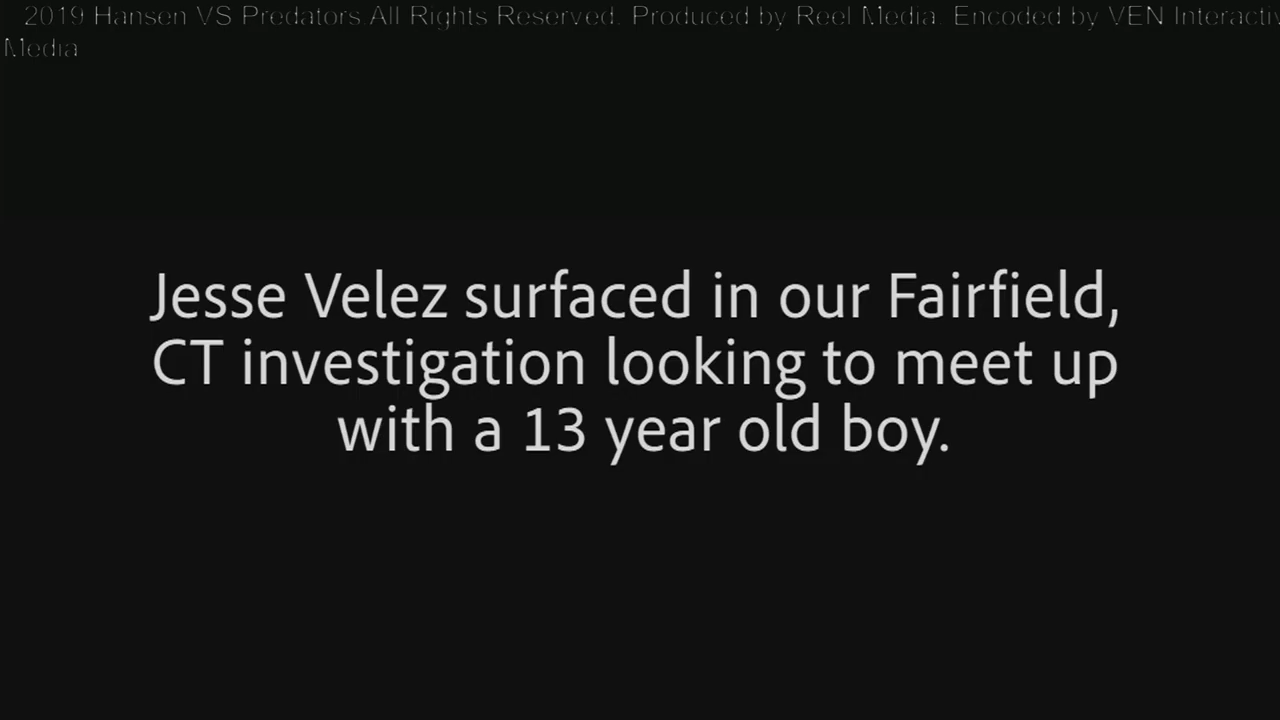 2019 Hansen VS Predators All Rights Reserved. Produced by Reel Media. Encoded by VEN Interactiv
Media
Jesse Velez surfaced in our Fairfield,
CT investigation looking to meet up
with a 13 year old boy.